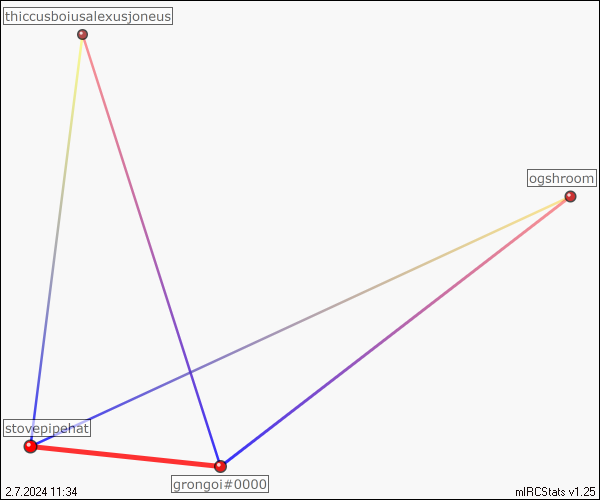 thiccusboiusalexusjoneus
ogshroom
stovepipehat
grongoi#0000
2.7.2024 11:34
mIRCStats v1.25